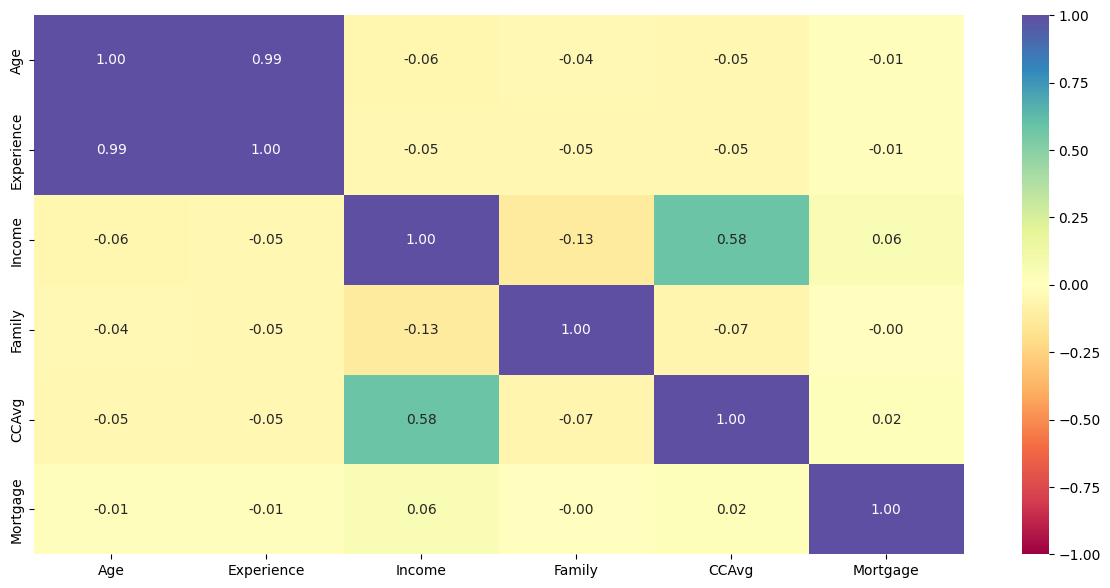 Age 1.00 0.99 -0.06 -0.04 -0.05 -0.01
Experience 0.99 1.00 -0.05 -0.05 -0.05 -0.01
Income -0.06 -0.05 1.00 -0.13 0.58 0.06
Family -0.04 -0.05 -0.13 1.00 -0.07 -0.00
CCAvg -0.05 -0.05 0.58 -0.07 1.00 0.02
Mortgage -0.01 -0.01 0.06 -0.00 0.02 1.00
Age Experience Income Family CCAvg Mortgage
1.00
0.75
0.50
0.25
0.00
−0.25
−0.50
−0.75
−1.00